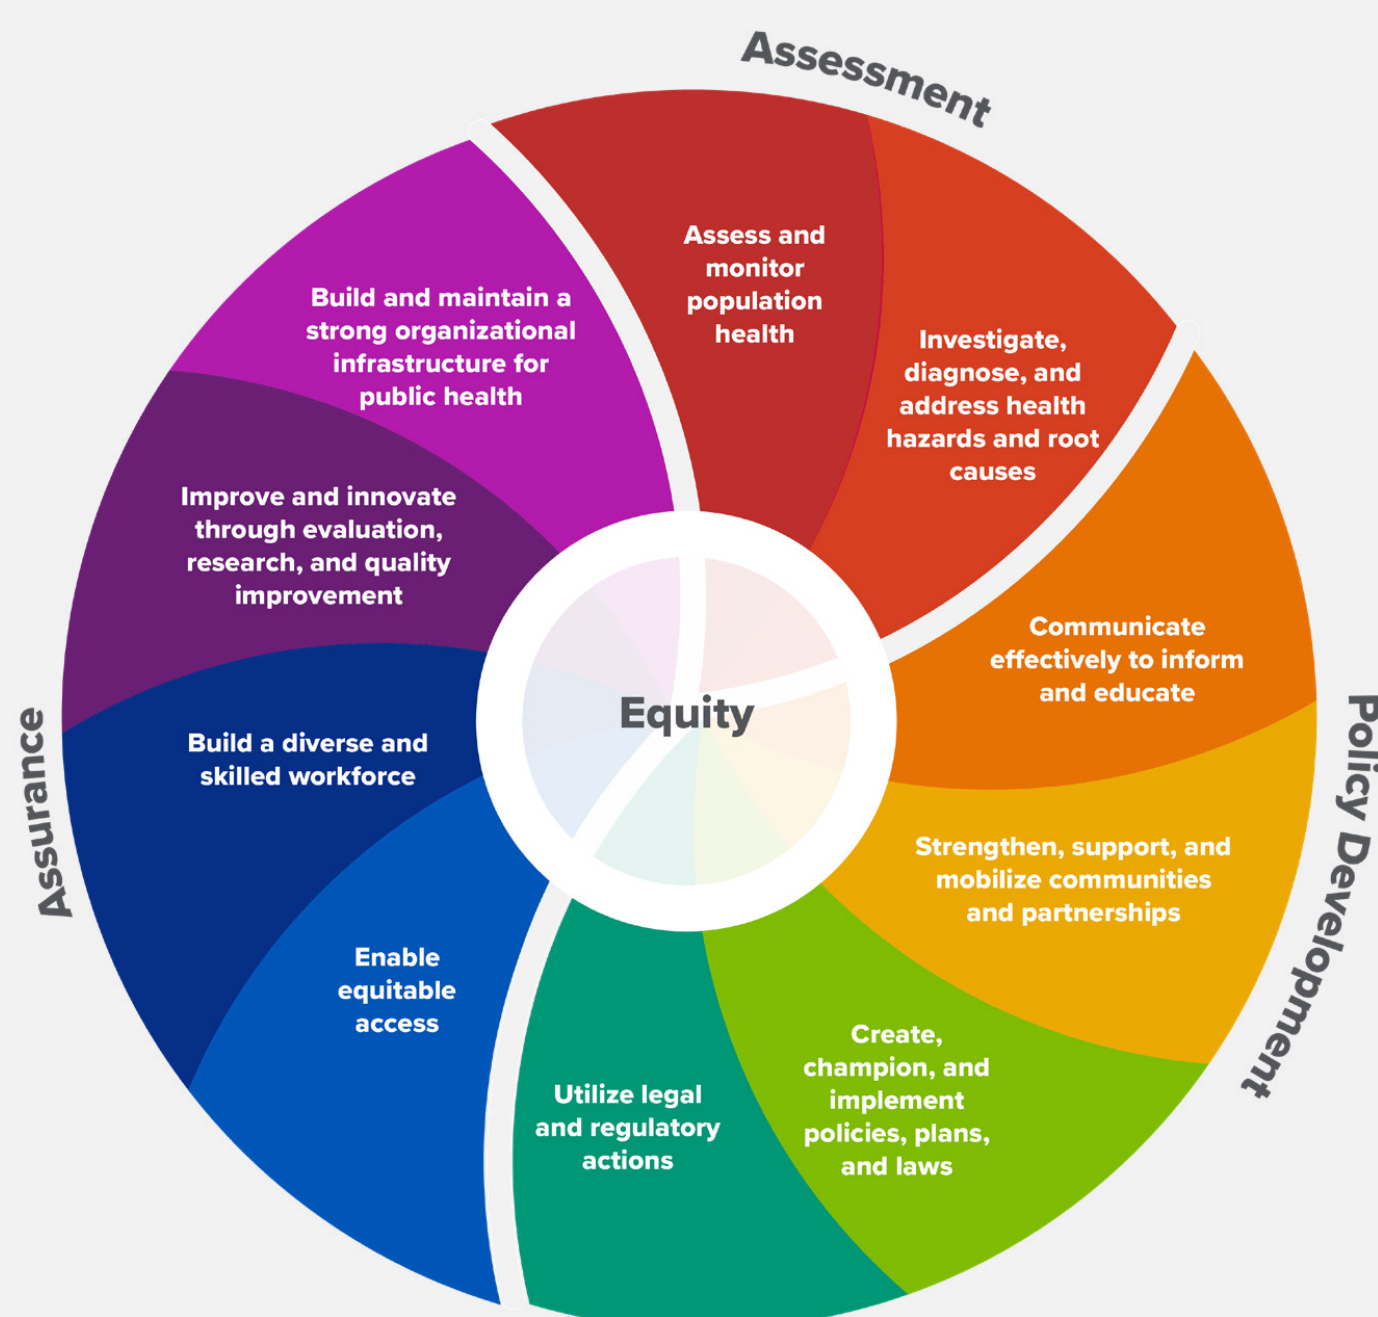 Assessment
Assess and
monitor
population
health
Investigate,
diagnose, and
address health
hazards and root
causes
Policy Development
Communicate
effectively to inform
and educate
Strengthen, support, and
mobilize communities
and partnerships
Create,
champion, and
implement
policies, plans,
and laws
Utilize legal
and regulatory
actions
Assurance
Enable
equitable
access
Build a diverse and
skilled workforce
Improve and innovate
through evaluation,
research, and quality
improvement
Build and maintain a
strong organizational
infrastructure for
public health
Equity